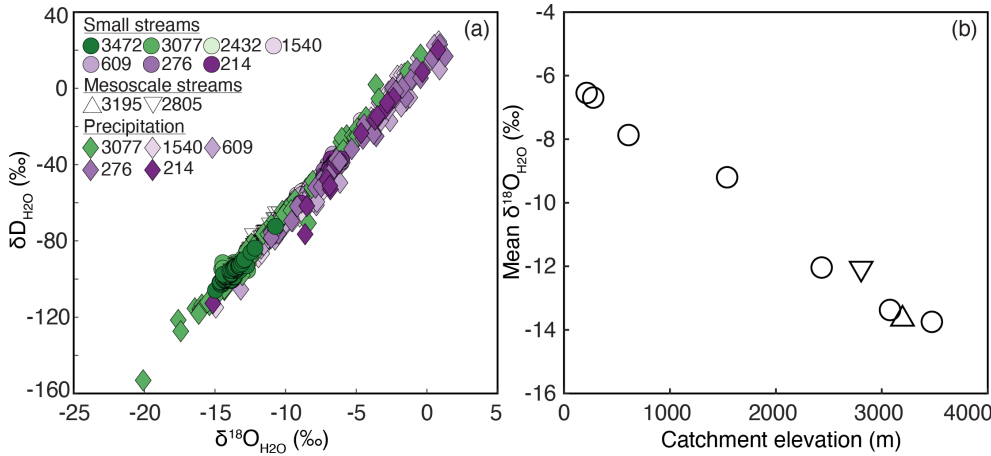 (a)
Small streams
3472 3077 2432 1540
609 276 214
Mesoscale streams
3195 2805
Precipitation
3077 1540 609
276 214
40
0
-40
-80
-120
-160
δD_H2O (‰)
-25 -20 -15 -10 -5 0 5
δ¹⁸O_H2O (‰)
(b)
-4
-6
-8
-10
-12
-14
-16
Mean δ¹⁸O_H2O (‰)
0 1000 2000 3000 4000
Catchment elevation (m)